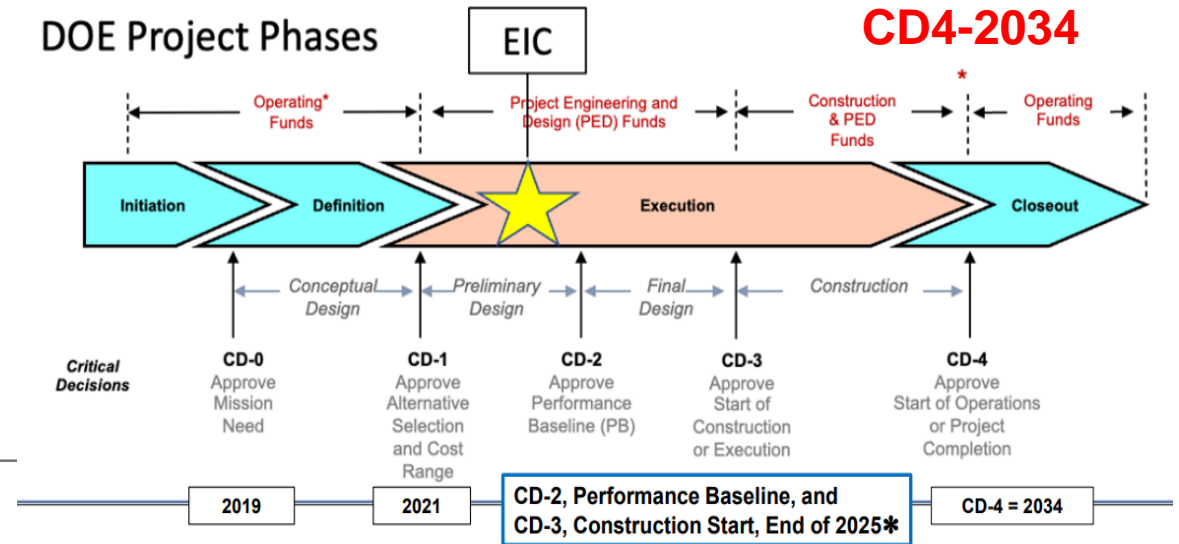 DOE Project Phases
EIC
CD4-2034
*
Operating*
Funds
Project Engineering and
Design (PED) Funds
Construction
& PED
Funds
Operating
Funds
Initiation
Definition
Execution
Closeout
Conceptual
Design
Preliminary
Design
Final
Design
Construction
Critical
Decisions
CD-0
Approve
Mission
Need
CD-1
Approve
Alternative
Selection
and Cost
Range
CD-2
Approve
Performance
Baseline (PB)
CD-3
Approve
Start of
Construction
or Execution
CD-4
Approve
Start of Operations
or Project
Completion
2019
2021
CD-2, Performance Baseline, and
CD-3, Construction Start, End of 2025✱
CD-4 = 2034